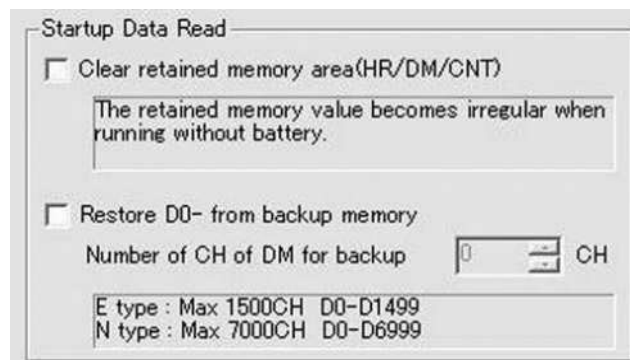 Startup Data Read
Clear retained memory area(HR/DM/CNT)
The retained memory value becomes irregular when
running without battery.
Restore D0- from backup memory
Number of CH of DM for backup 0 CH
E type : Max 1500CH D0-D1499
N type : Max 7000CH D0-D6999